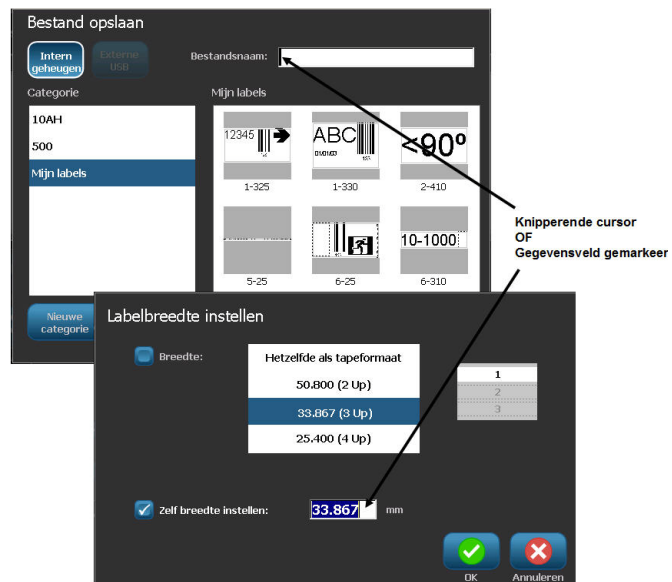 Bestand opslaan
Intern
geheugen
Externe
USB
Bestandsnaam:
Categorie
Mijn labels
10AH
500
Mijn labels
12345
ABC
01/01/03
<90º
1-325
1-330
2-410
10-1000
5-25
6-25
6-310
Knipperende cursor
OF
Gegevensveld gemarkeer
Nieuwe
categorie
Labelbreedte instellen
Breedte:
Hetzelfde als tapeformaat
50.800 (2 Up)
33.867 (3 Up)
25.400 (4 Up)
1
2
3
Zelf breedte instellen:
33.867
mm
OK
Annuleren